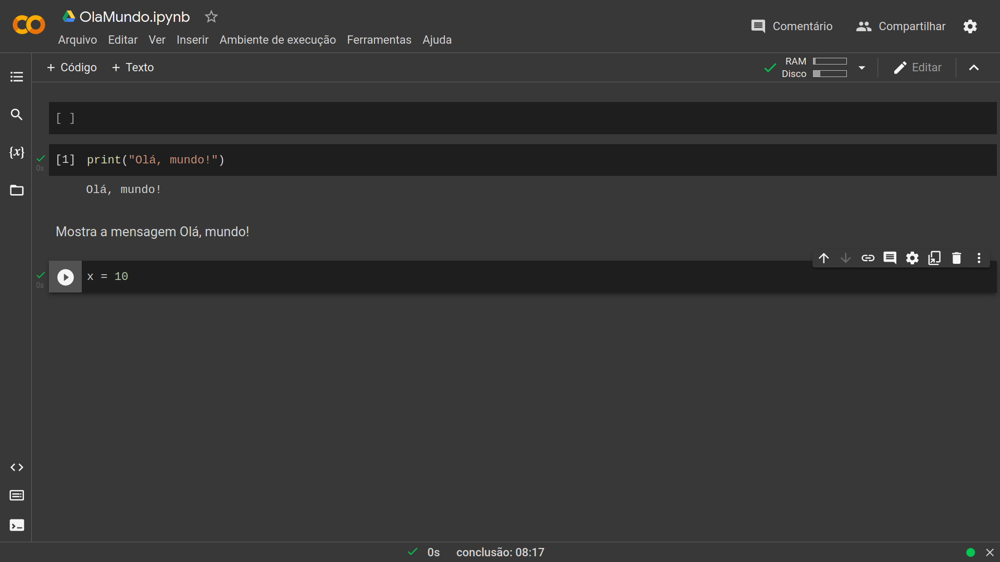 OlaMundo.ipynb
Arquivo Editar Ver Inserir Ambiente de execução Ferramentas Ajuda
Comentário
Compartilhar
+ Código + Texto
RAM
Disco
Editar
{x}
[ ]
0s
[1] print("Olá, mundo!")
Olá, mundo!
Mostra a mensagem Olá, mundo!
0s
x = 10
0s conclusão: 08:17